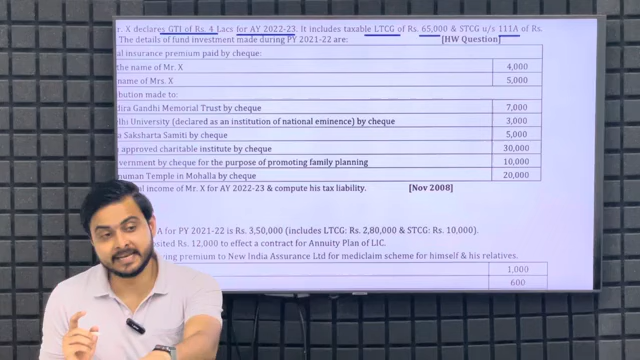 r. X declares GTI of Rs. 4 Lacs for AY 2022-23. It includes taxable LTCG of Rs. 65,000 & STCG u/s 111A of Rs.
The details of fund investment made during PY 2021-22 are: [HW Question]
al insurance premium paid by cheque:
the name of Mr. X 4,000
name of Mrs. X 5,000
bution made to:
dira Gandhi Memorial Trust by cheque 7,000
lhi University (declared as an institution of national eminence) by cheque 3,000
a Saksharta Samiti by cheque 5,000
approved charitable institute by cheque 30,000
vernment by cheque for the purpose of promoting family planning 10,000
numan Temple in Mohalla by cheque 20,000
al income of Mr. X for AY 2022-23 & compute his tax liability. [Nov 2008]
A for PY 2021-22 is Rs. 3,50,000 (includes LTCG: Rs. 2,80,000 & STCG: Rs. 10,000).
sited Rs. 12,000 to effect a contract for Annuity Plan of LIC.
ing premium to New India Assurance Ltd for mediclaim scheme for himself & his relatives.
1,000
600